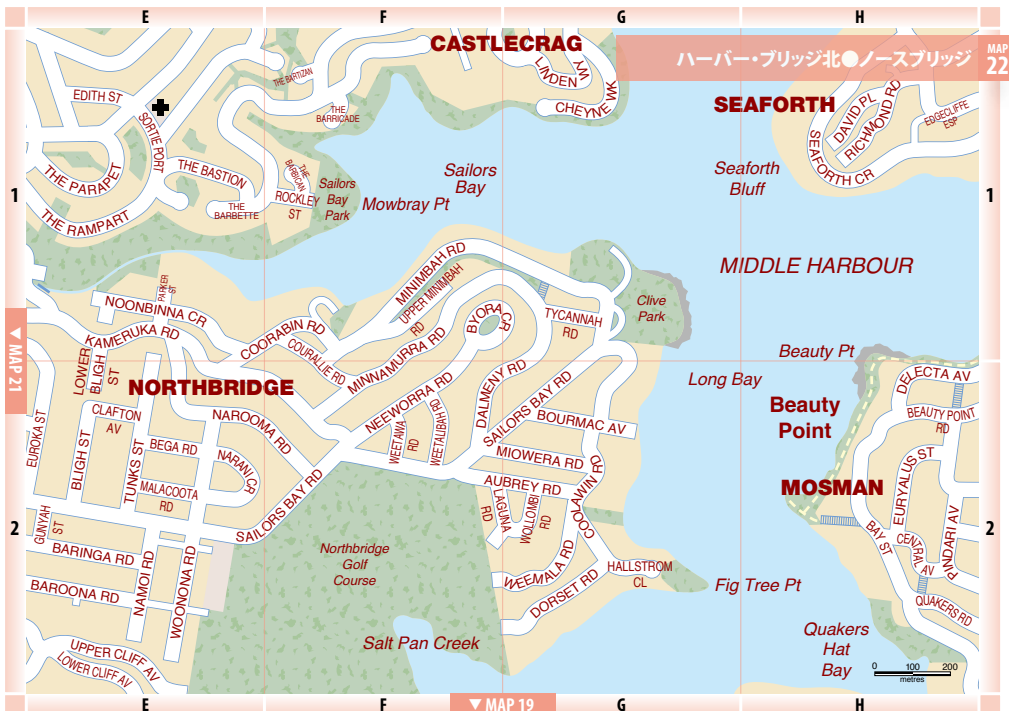 E
F
G
H
ハーバー・ブリッジ北●ノースブリッジ
MAP
22
1
2
1
2
▼ MAP 21
▼ MAP 19
E
F
G
H
CASTLECRAG
SEAFORTH
NORTHBRIDGE
Beauty
Point
MOSMAN
MIDDLE HARBOUR
Sailors
Bay
Mowbray Pt
Sailors
Bay
Park
Seaforth
Bluff
Clive
Park
Beauty Pt
Long Bay
Northbridge
Golf
Course
Salt Pan Creek
Fig Tree Pt
Quakers
Hat
Bay
EDITH ST
SORTIE PORT
THE PARAPET
THE RAMPART
THE BASTION
THE
BARBETTE
THE BARTIZAN
THE
BARRICADE
THE
BARBICAN
ROCKLEY
ST
LINDEN
WY
CHEYNE
WK
DAVID PL
RICHMOND RD
SEAFORTH CR
EDGECLIFFE
ESP
PARKER
ST
NOONBINNA CR
KAMERUKA RD
COORABIN RD
COURALLIE RD
MINIMBAH RD
UPPER MINIMBAH
RD
MINNAMURRA RD
BYORA
CR
TYCANNAH
RD
LOWER
BLIGH
ST
EUROKA ST
CLAFTON
AV
BLIGH ST
TUNKS ST
BEGA RD
MALACOOTA
RD
NAROOMA RD
NARANI CR
GUNYAH
ST
BARINGA RD
BAROONA RD
NAMOI RD
WOONONA RD
UPPER CLIFF AV
LOWER CLIFF AV
SAILORS BAY RD
NEEWORRA RD
WEETAWA
RD
WEETALIBAH RD
DALMENY RD
SAILORS BAY RD
BOURMAC AV
MIOWERA RD
AUBREY RD
LAGUNA
RD
WOLLOMBI
RD
COOLAWIN RD
WEEMALA RD
DORSET RD
HALLSTROM
CL
DELECTA AV
BEAUTY POINT
RD
EURYALUS ST
BAY ST
CENTRAL
AV
PINDARI AV
QUAKERS RD
0 100 200
metres